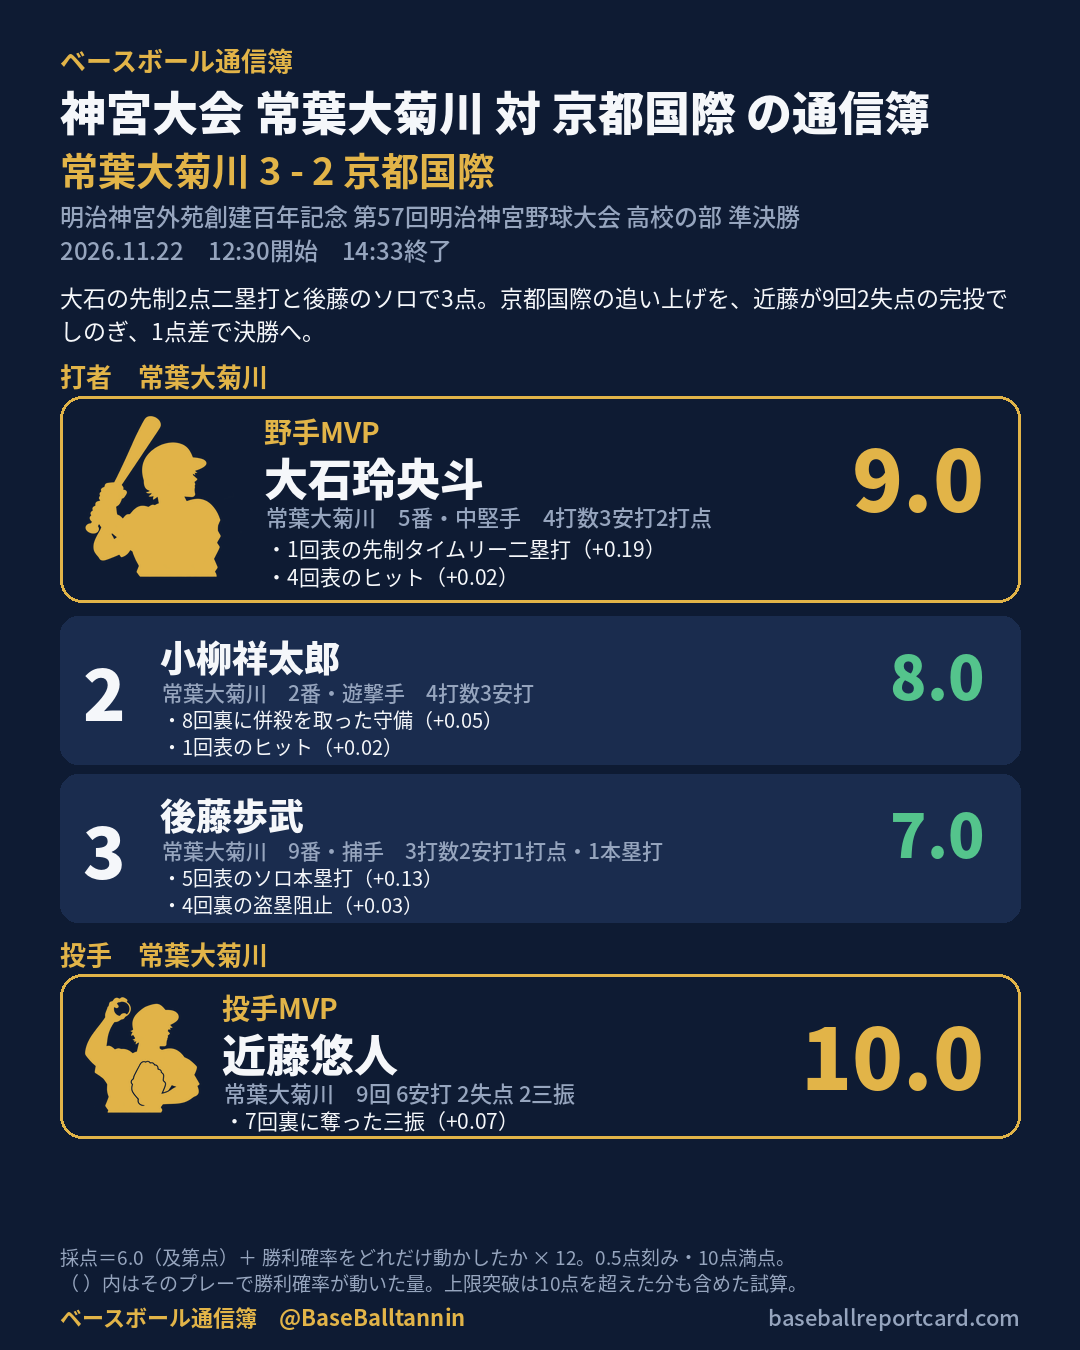 ベースボール通信簿
神宮大会 常葉大菊川 対 京都国際 の通信簿
常葉大菊川 3 - 2 京都国際
明治神宮外苑創建百年記念 第57回明治神宮野球大会 高校の部 準決勝
2026.11.22　12:30開始　14:33終了
大石の先制2点二塁打と後藤のソロで3点。京都国際の追い上げを、近藤が9回2失点の完投で
しのぎ、1点差で決勝へ。
打者　常葉大菊川
野手MVP
大石玲央斗
常葉大菊川　5番・中堅手　4打数3安打2打点
・1回表の先制タイムリー二塁打（+0.19）
・4回表のヒット（+0.02）
9.0
2
小柳祥太郎
常葉大菊川　2番・遊撃手　4打数3安打
・8回裏に併殺を取った守備（+0.05）
・1回表のヒット（+0.02）
8.0
3
後藤歩武
常葉大菊川　9番・捕手　3打数2安打1打点・1本塁打
・5回表のソロ本塁打（+0.13）
・4回裏の盗塁阻止（+0.03）
7.0
投手　常葉大菊川
投手MVP
近藤悠人
常葉大菊川　9回 6安打 2失点 2三振
・7回裏に奪った三振（+0.07）
10.0
採点＝6.0（及第点）＋ 勝利確率をどれだけ動かしたか × 12。0.5点刻み・10点満点。
（ ）内はそのプレーで勝利確率が動いた量。上限突破は10点を超えた分も含めた試算。
ベースボール通信簿　@BaseBalltannin
baseballreportcard.com